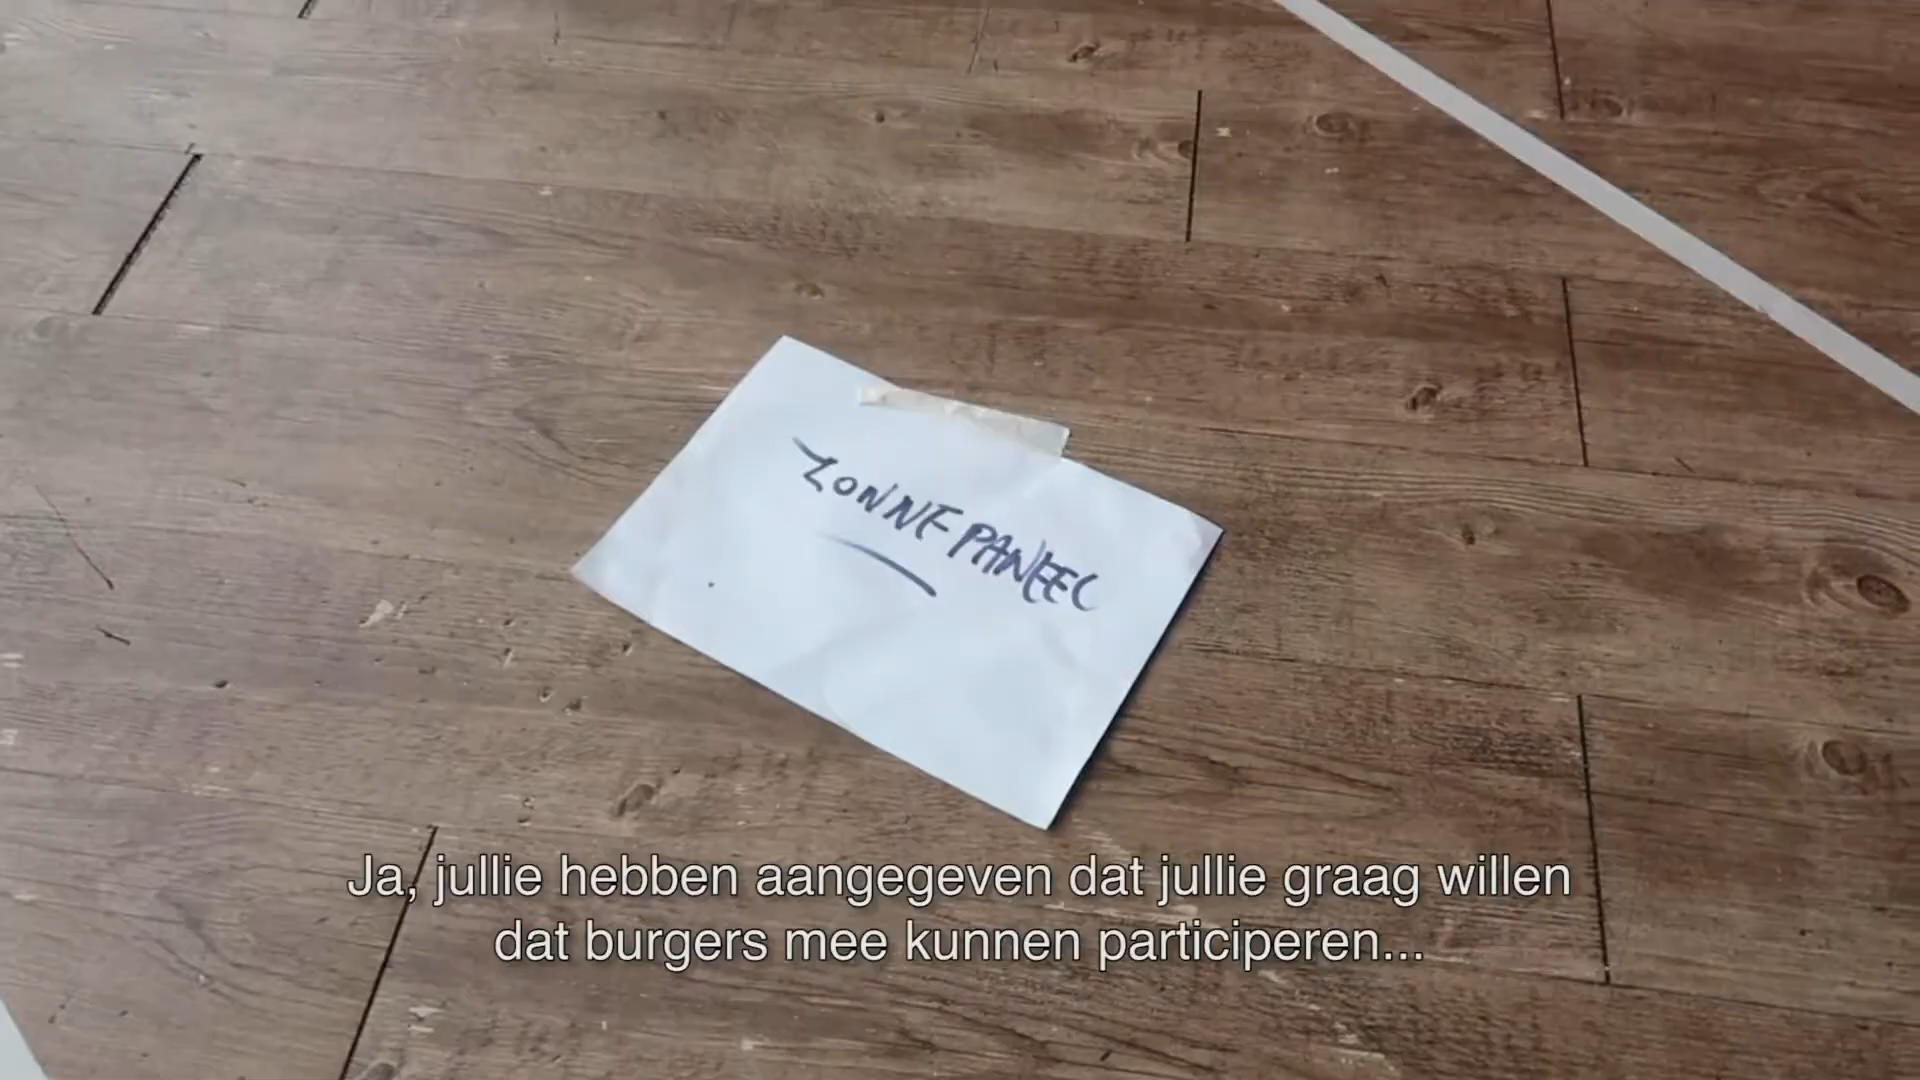 ZONNEPANEEL
Ja, jullie hebben aangegeven dat jullie graag willen
dat burgers mee kunnen participeren...